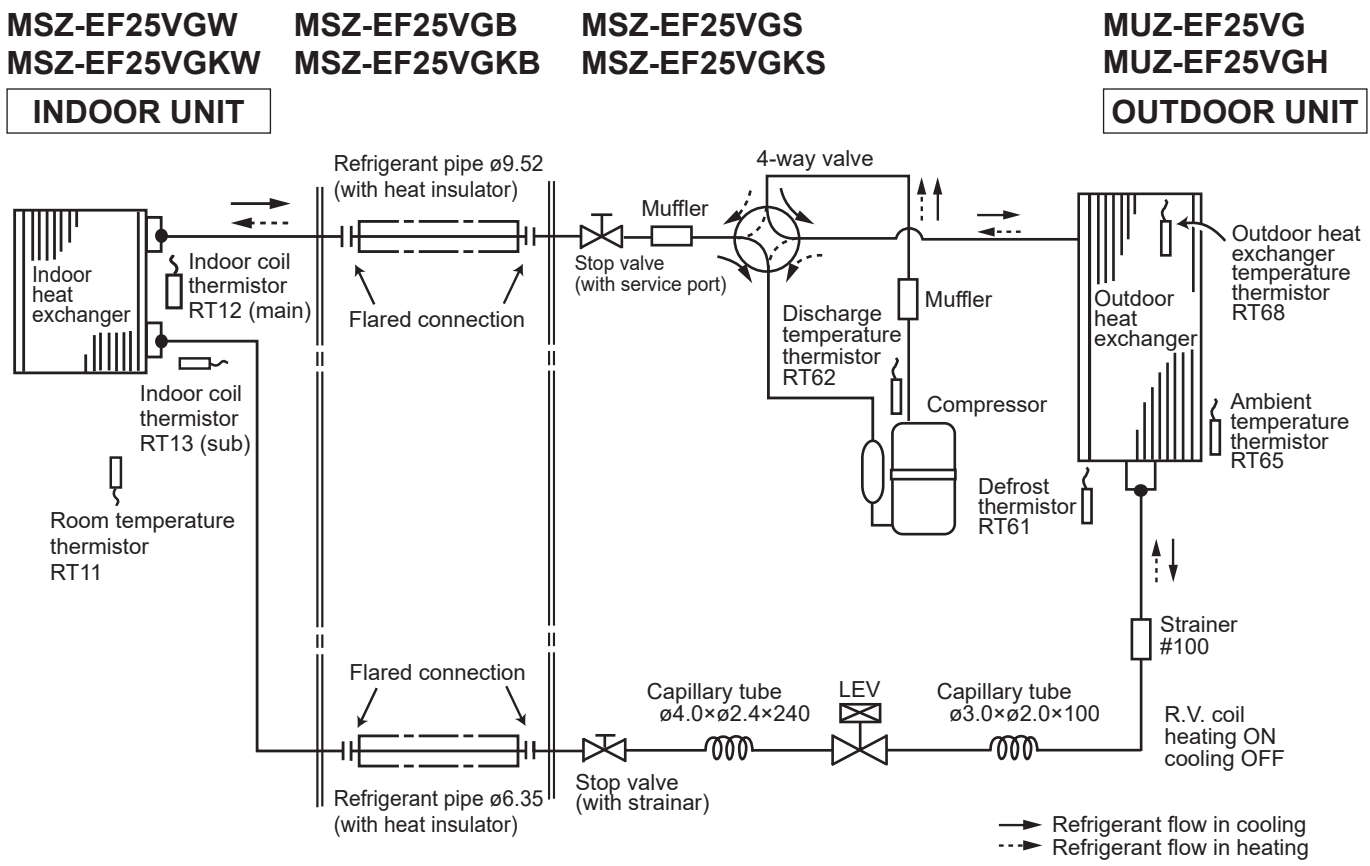 MSZ-EF25VGW MSZ-EF25VGB MSZ-EF25VGS MUZ-EF25VG
MSZ-EF25VGKW MSZ-EF25VGKB MSZ-EF25VGKS MUZ-EF25VGH
INDOOR UNIT
OUTDOOR UNIT
Refrigerant pipe ø9.52
(with heat insulator)
4-way valve
Muffler
Stop valve
(with service port)
Flared connection
Indoor
heat
exchanger
Indoor coil
thermistor
RT12 (main)
Indoor coil
thermistor
RT13 (sub)
Room temperature
thermistor
RT11
Discharge
temperature
thermistor
RT62
Muffler
Compressor
Outdoor
heat
exchanger
Outdoor heat
exchanger
temperature
thermistor
RT68
Ambient
temperature
thermistor
RT65
Defrost
thermistor
RT61
Strainer
#100
Flared connection
Refrigerant pipe ø6.35
(with heat insulator)
Stop valve
(with strainar)
Capillary tube
ø4.0×ø2.4×240
LEV
Capillary tube
ø3.0×ø2.0×100
R.V. coil
heating ON
cooling OFF
Refrigerant flow in cooling
Refrigerant flow in heating